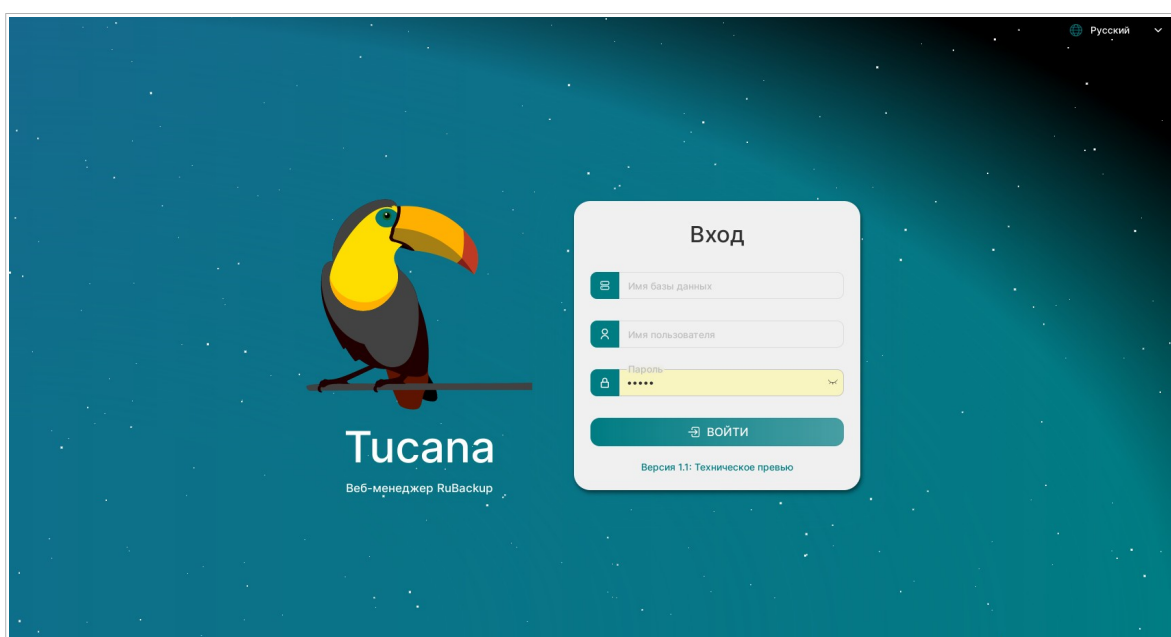 Русский
Вход
Имя базы данных
Имя пользователя
Пароль
•••••
ВОЙТИ
Версия 1.1: Техническое превью
Tucana
Веб-менеджер RuBackup